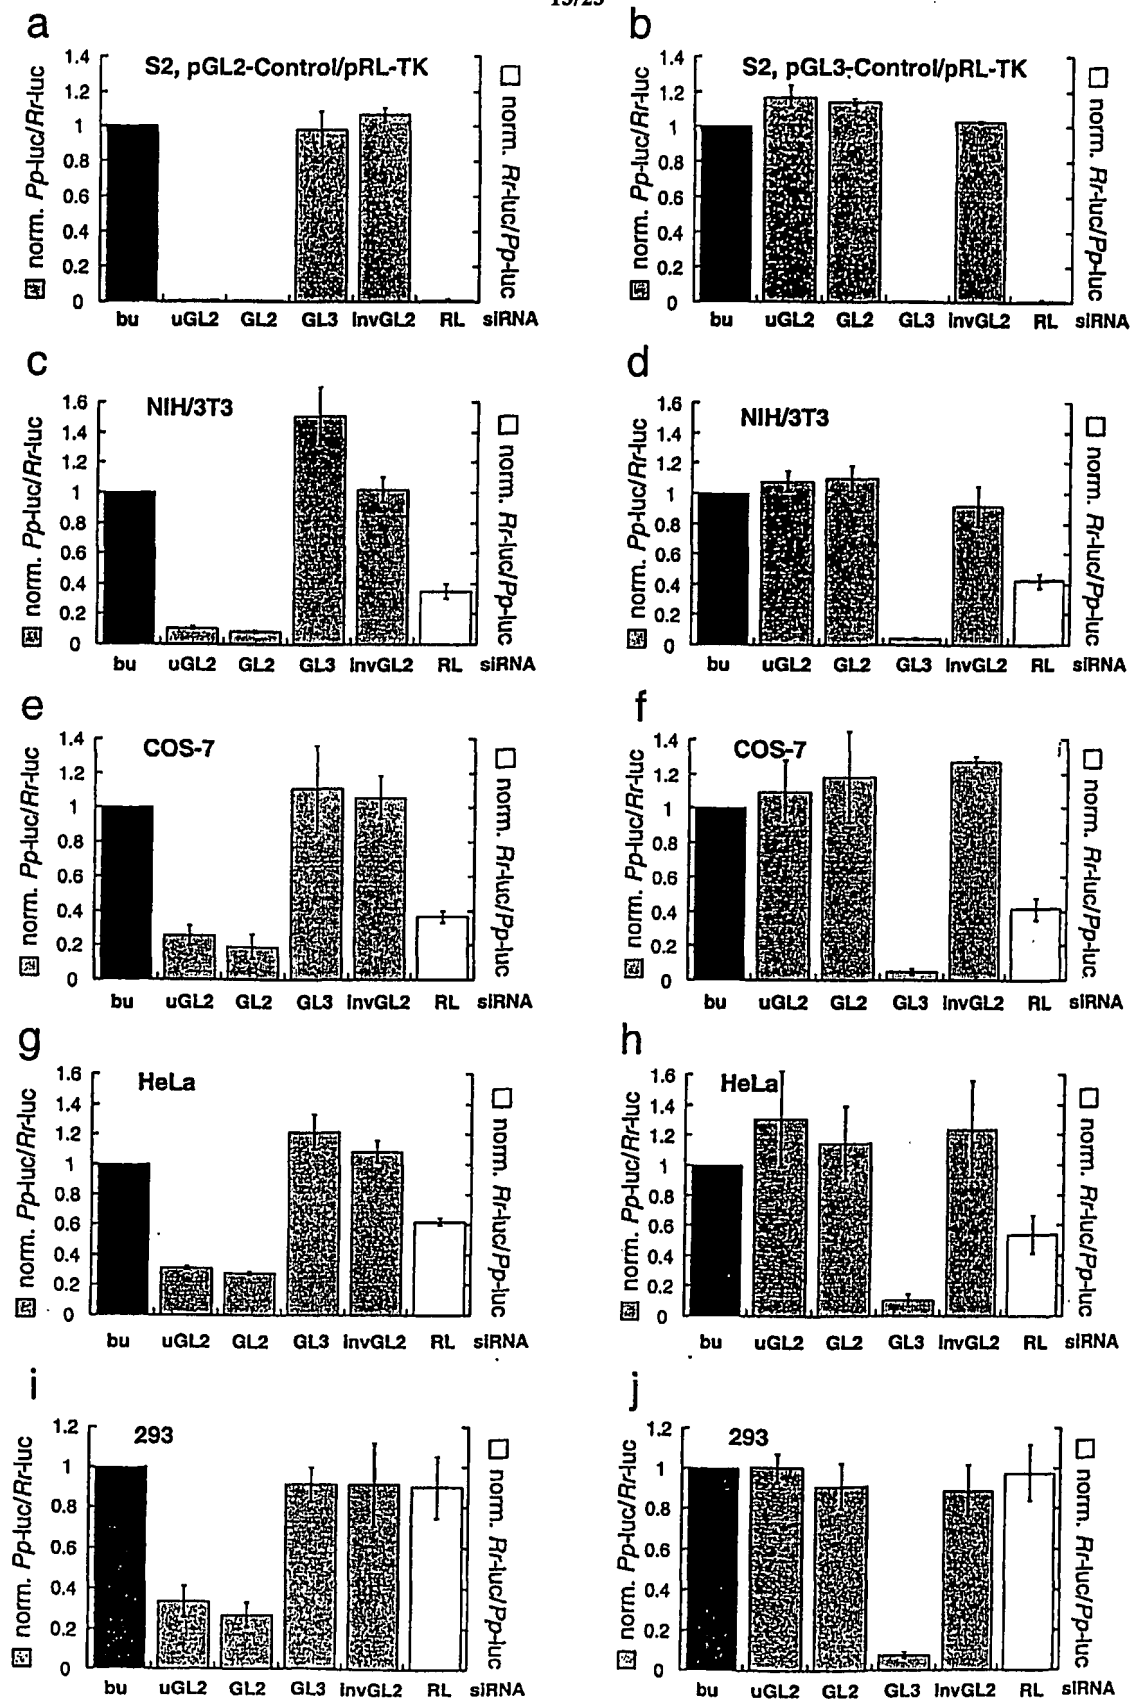 13/25
a
S2, pGL2-Control/pRL-TK
norm. Pp-luc/Rr-luc
1.4
1.2
1
0.8
0.6
0.4
0.2
0
norm. Rr-luc/Pp-luc
bu uGL2 GL2 GL3 invGL2 RL siRNA
b
S2, pGL3-Control/pRL-TK
norm. Pp-luc/Rr-luc
1.4
1.2
1
0.8
0.6
0.4
0.2
0
norm. Rr-luc/Pp-luc
bu uGL2 GL2 GL3 invGL2 RL siRNA
c
NIH/3T3
norm. Pp-luc/Rr-luc
1.6
1.4
1.2
1
0.8
0.6
0.4
0.2
0
norm. Rr-luc/Pp-luc
bu uGL2 GL2 GL3 invGL2 RL siRNA
d
NIH/3T3
norm. Pp-luc/Rr-luc
1.6
1.4
1.2
1
0.8
0.6
0.4
0.2
0
norm. Rr-luc/Pp-luc
bu uGL2 GL2 GL3 invGL2 RL siRNA
e
COS-7
norm. Pp-luc/Rr-luc
1.4
1.2
1
0.8
0.6
0.4
0.2
0
norm. Rr-luc/Pp-luc
bu uGL2 GL2 GL3 invGL2 RL siRNA
f
COS-7
norm. Pp-luc/Rr-luc
1.4
1.2
1
0.8
0.6
0.4
0.2
0
norm. Rr-luc/Pp-luc
bu uGL2 GL2 GL3 invGL2 RL siRNA
g
HeLa
norm. Pp-luc/Rr-luc
1.6
1.4
1.2
1
0.8
0.6
0.4
0.2
0
norm. Rr-luc/Pp-luc
bu uGL2 GL2 GL3 invGL2 RL siRNA
h
HeLa
norm. Pp-luc/Rr-luc
1.6
1.4
1.2
1
0.8
0.6
0.4
0.2
0
norm. Rr-luc/Pp-luc
bu uGL2 GL2 GL3 invGL2 RL siRNA
i
293
norm. Pp-luc/Rr-luc
1.2
1
0.8
0.6
0.4
0.2
0
norm. Rr-luc/Pp-luc
bu uGL2 GL2 GL3 invGL2 RL siRNA
j
293
norm. Pp-luc/Rr-luc
1.2
1
0.8
0.6
0.4
0.2
0
norm. Rr-luc/Pp-luc
bu uGL2 GL2 GL3 invGL2 RL siRNA